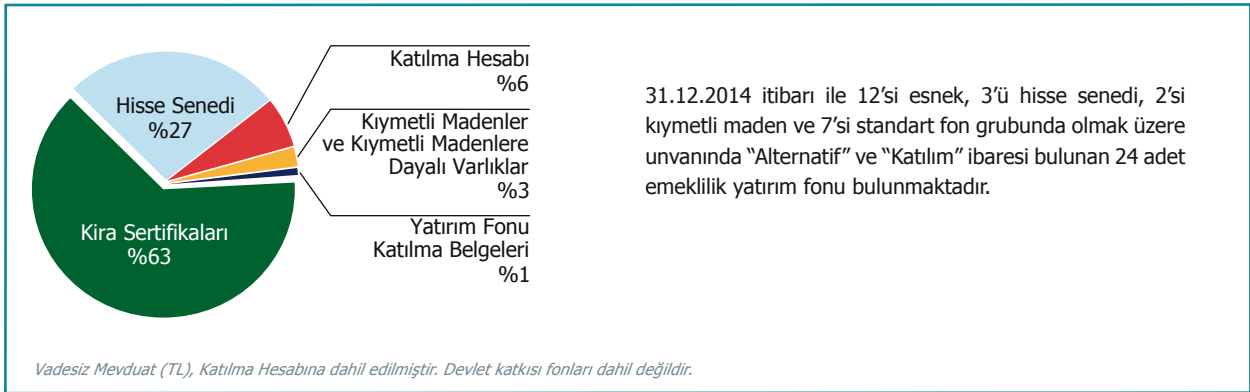 Hisse Senedi
%27
Katılma Hesabı
%6
Kıymetli Madenler
ve Kıymetli Madenlere
Dayalı Varlıklar
%3
Yatırım Fonu
Katılma Belgeleri
%1
Kira Sertifikaları
%63
31.12.2014 itibarı ile 12’si esnek, 3’ü hisse senedi, 2’si
kıymetli maden ve 7’si standart fon grubunda olmak üzere
unvanında “Alternatif” ve “Katılım” ibaresi bulunan 24 adet
emeklilik yatırım fonu bulunmaktadır.
Vadesiz Mevduat (TL), Katılma Hesabına dahil edilmiştir. Devlet katkısı fonları dahil değildir.